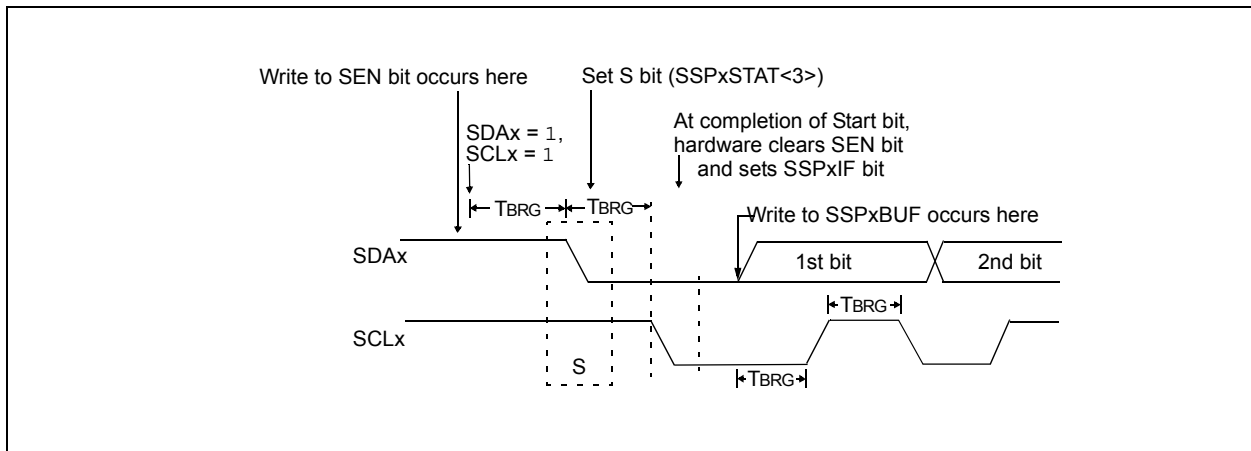 Write to SEN bit occurs here
Set S bit (SSPxSTAT<3>)
SDAx = 1,
SCLx = 1
At completion of Start bit,
hardware clears SEN bit
and sets SSPxIF bit
TBRG
TBRG
Write to SSPxBUF occurs here
SDAx
1st bit
2nd bit
TBRG
SCLx
S
TBRG